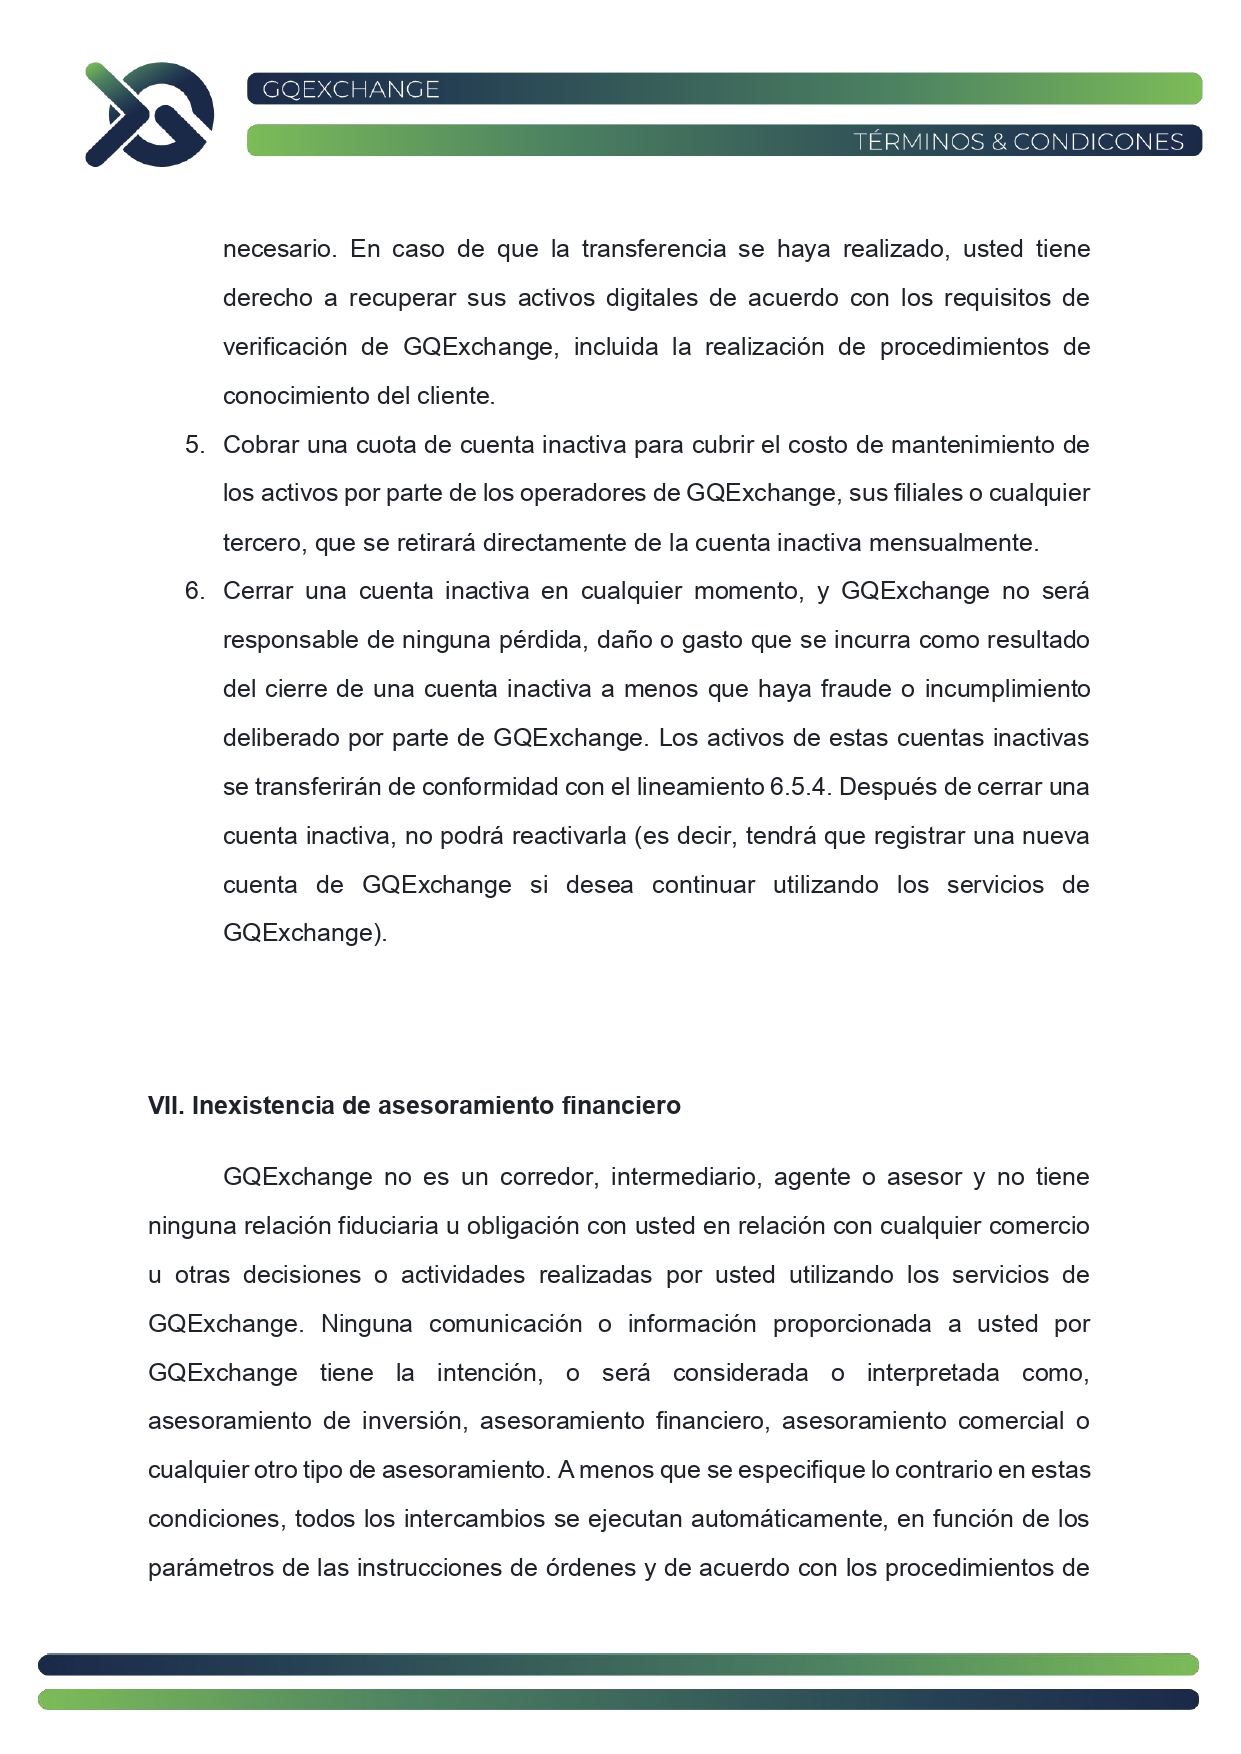 GQEXCHANGE
TÉRMINOS & CONDICONES
necesario. En caso de que la transferencia se haya realizado, usted tiene
derecho a recuperar sus activos digitales de acuerdo con los requisitos de
verificación de GQExchange, incluida la realización de procedimientos de
conocimiento del cliente.
5. Cobrar una cuota de cuenta inactiva para cubrir el costo de mantenimiento de
los activos por parte de los operadores de GQExchange, sus filiales o cualquier
tercero, que se retirará directamente de la cuenta inactiva mensualmente.
6. Cerrar una cuenta inactiva en cualquier momento, y GQExchange no será
responsable de ninguna pérdida, daño o gasto que se incurra como resultado
del cierre de una cuenta inactiva a menos que haya fraude o incumplimiento
deliberado por parte de GQExchange. Los activos de estas cuentas inactivas
se transferirán de conformidad con el lineamiento 6.5.4. Después de cerrar una
cuenta inactiva, no podrá reactivarla (es decir, tendrá que registrar una nueva
cuenta de GQExchange si desea continuar utilizando los servicios de
GQExchange).
VII. Inexistencia de asesoramiento financiero
GQExchange no es un corredor, intermediario, agente o asesor y no tiene
ninguna relación fiduciaria u obligación con usted en relación con cualquier comercio
u otras decisiones o actividades realizadas por usted utilizando los servicios de
GQExchange. Ninguna comunicación o información proporcionada a usted por
GQExchange tiene la intención, o será considerada o interpretada como,
asesoramiento de inversión, asesoramiento financiero, asesoramiento comercial o
cualquier otro tipo de asesoramiento. A menos que se especifique lo contrario en estas
condiciones, todos los intercambios se ejecutan automáticamente, en función de los
parámetros de las instrucciones de órdenes y de acuerdo con los procedimientos de